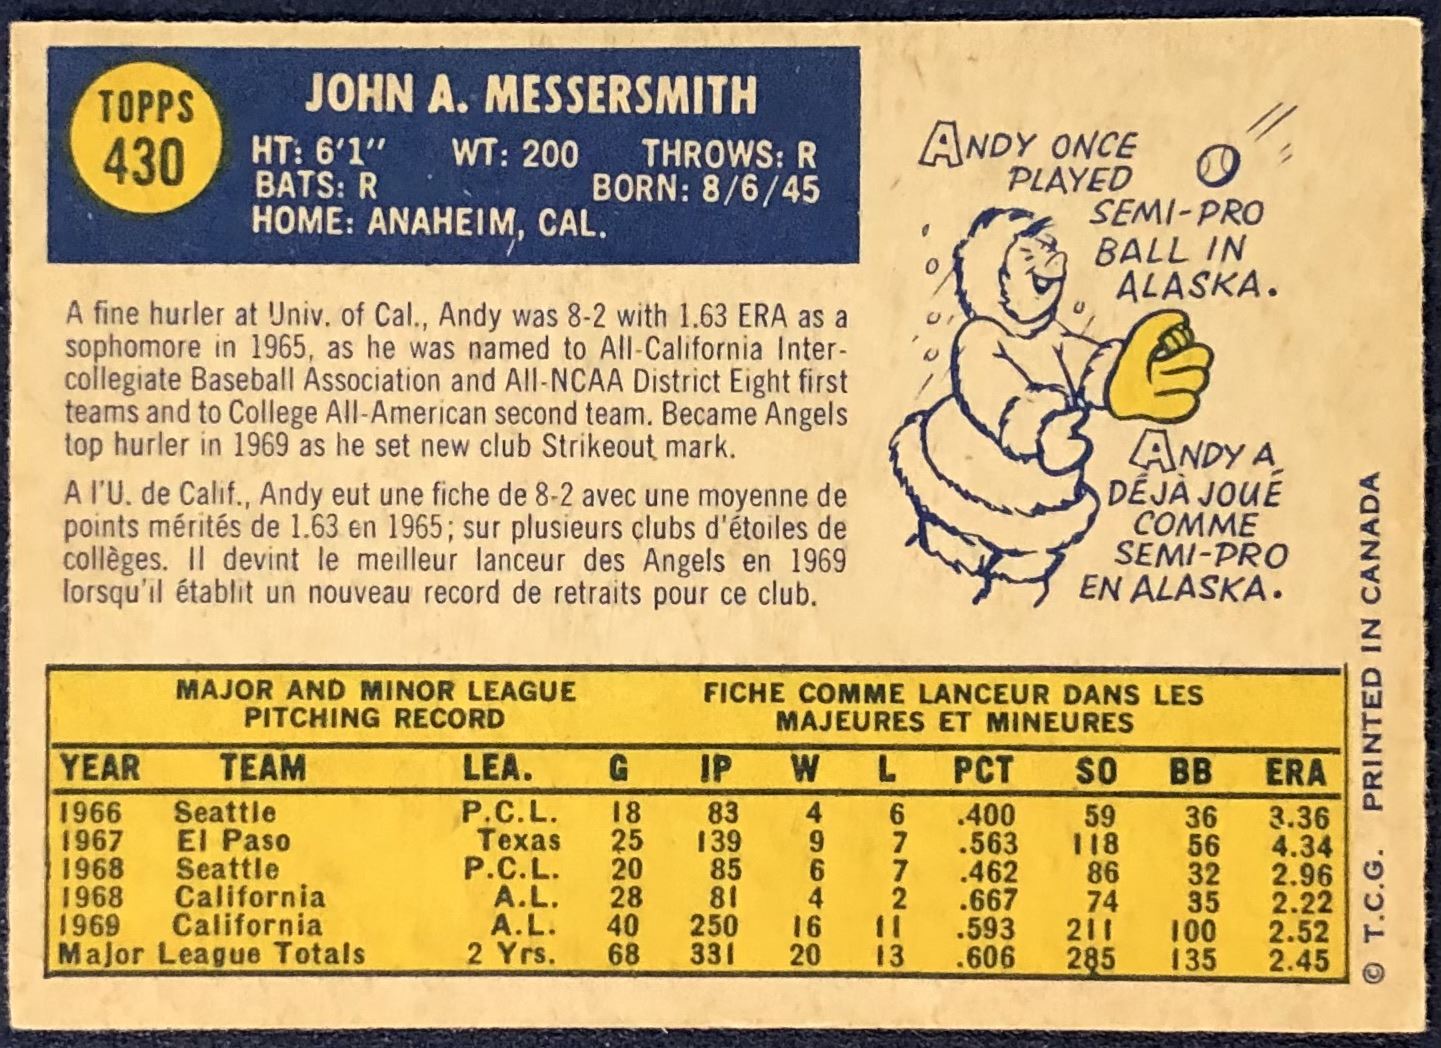 TOPPS
430
JOHN A. MESSERSMITH
HT: 6'1" WT: 200 THROWS: R
BATS: R BORN: 8/6/45
HOME: ANAHEIM, CAL.
A fine hurler at Univ. of Cal., Andy was 8-2 with 1.63 ERA as a
sophomore in 1965, as he was named to All-California Inter-
collegiate Baseball Association and All-NCAA District Eight first
teams and to College All-American second team. Became Angels
top hurler in 1969 as he set new club Strikeout mark.
A l'U. de Calif., Andy eut une fiche de 8-2 avec une moyenne de
points mérités de 1.63 en 1965; sur plusieurs clubs d'étoiles de
collèges. Il devint le meilleur lanceur des Angels en 1969
lorsqu'il établit un nouveau record de retraits pour ce club.
ANDY ONCE
PLAYED
SEMI-PRO
BALL IN
ALASKA.
ANDY A
DÉJÀ JOUÉ
COMME
SEMI-PRO
EN ALASKA.
MAJOR AND MINOR LEAGUE
PITCHING RECORD
FICHE COMME LANCEUR DANS LES
MAJEURES ET MINEURES
YEAR TEAM LEA. G IP W L PCT SO BB ERA
1966 Seattle P.C.L. 18 83 4 6 .400 59 36 3.36
1967 El Paso Texas 25 139 9 7 .563 118 56 4.34
1968 Seattle P.C.L. 20 85 6 7 .462 86 32 2.96
1968 California A.L. 28 81 4 2 .667 74 35 2.22
1969 California A.L. 40 250 16 11 .593 211 100 2.52
Major League Totals 2 Yrs. 68 331 20 13 .606 285 135 2.45
© T.C.G. PRINTED IN CANADA